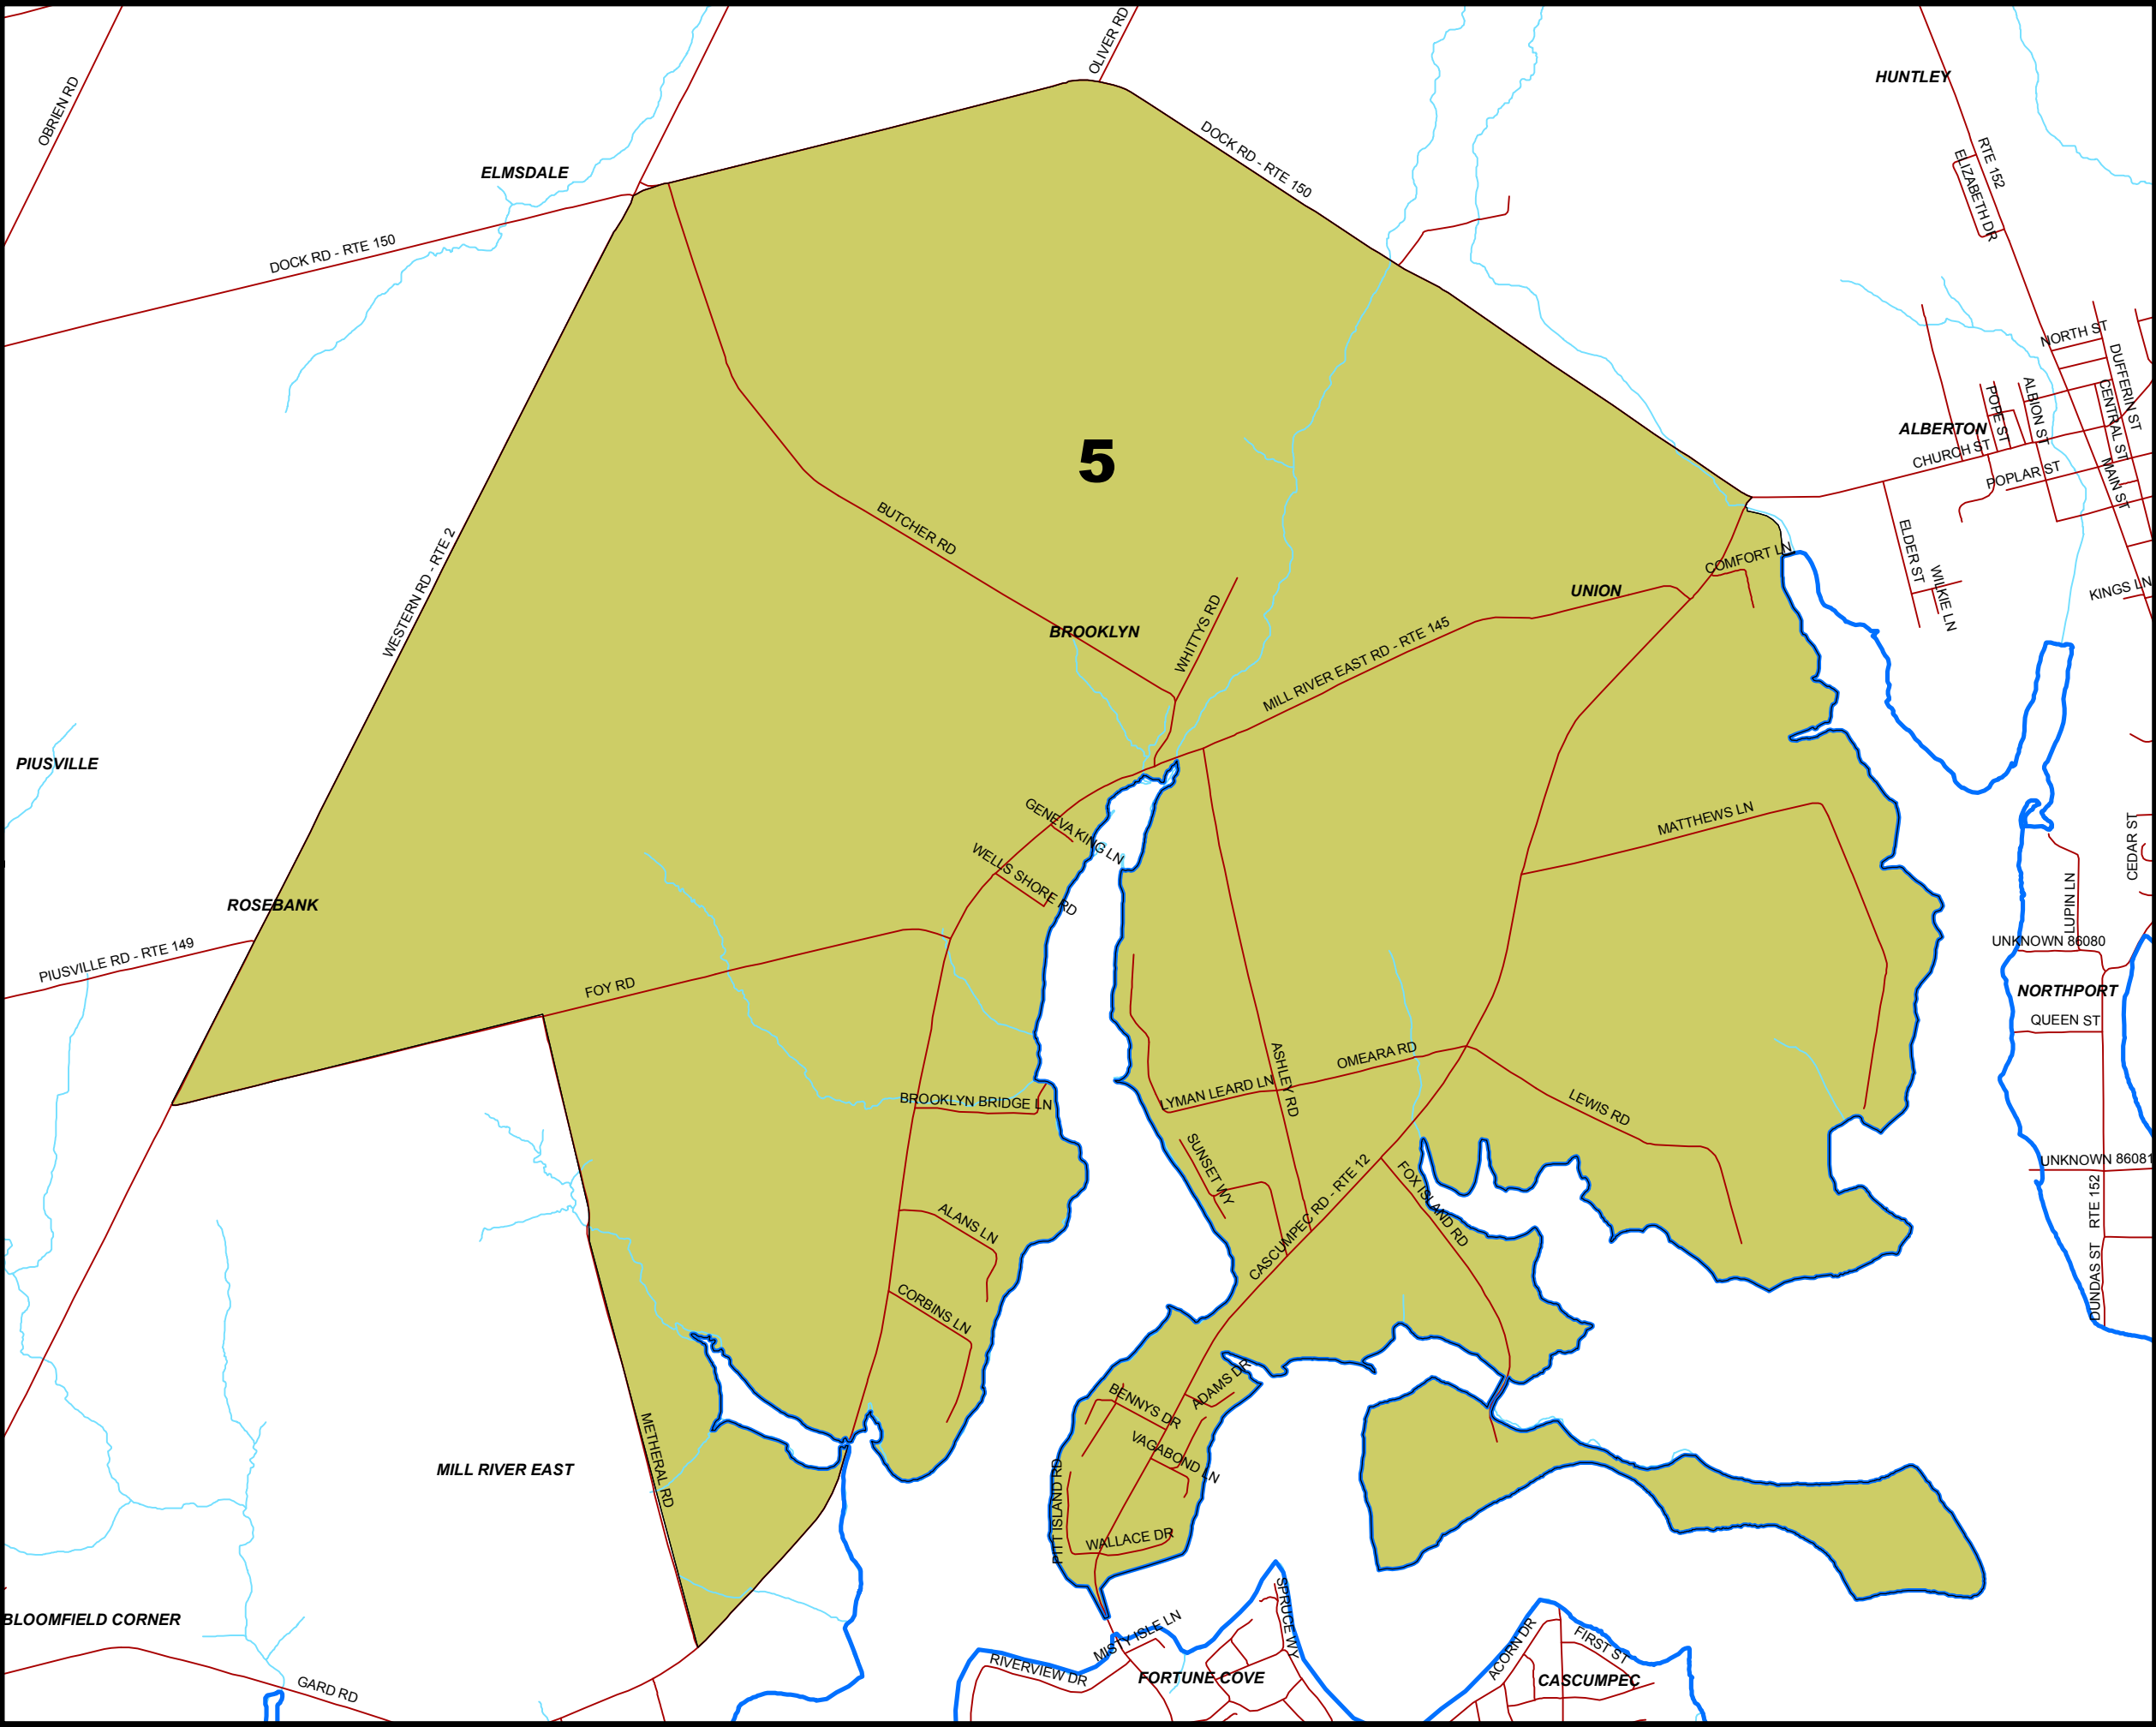 OLIVER RD
HUNTLEY
OBRIEN RD
DOCK RD - RTE 150
RTE 152
ELIZABETH DR
ELMSDALE
DOCK RD - RTE 150
NORTH ST
DUFFERIN ST
POPE ST
ALBION ST
CENTRAL ST
ALBERTON
CHURCH ST
5
POPLAR ST
MAIN ST
BUTCHER RD
ELDER ST
COMFORT LN
WESTERN RD - RTE 2
UNION
WILKIE LN
KINGS LN
BROOKLYN
WHITTYS RD
MILL RIVER EAST RD - RTE 145
PIUSVILLE
GENEVA KING LN
MATTHEWS LN
CEDAR ST
WELLS SHORE RD
ROSEBANK
LUPIN LN
PIUSVILLE RD - RTE 149
UNKNOWN 86080
FOY RD
NORTHPORT
QUEEN ST
ASHLEY RD
OMEARA RD
LYMAN LEARD LN
BROOKLYN BRIDGE LN
LEWIS RD
SUNSET WY
UNKNOWN 86081
CASCUMPEC RD - RTE 12
FOX ISLAND RD
RTE 152
ALANS LN
DUNDAS ST
CORBINS LN
ADAMS DR
BENNYS DR
METHERAL RD
VAGABOND LN
MILL RIVER EAST
PITT ISLAND RD
WALLACE DR
BLOOMFIELD CORNER
SPRUCE WY
MISTY ISLE LN
ACORN DR
FIRST ST
RIVERVIEW DR
FORTUNE COVE
CASCUMPEC
GARD RD